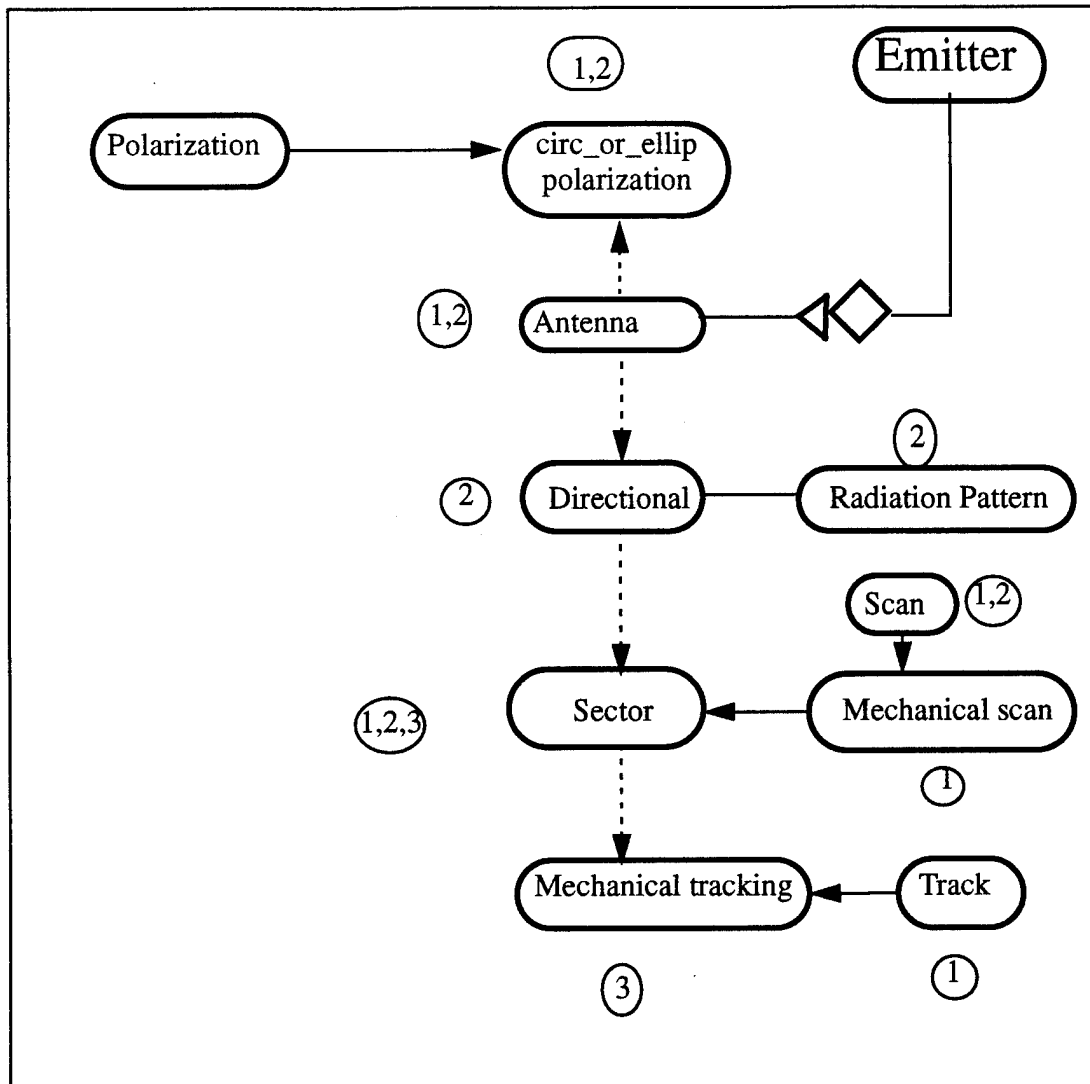 1,2
Emitter
Polarization
circ_or_ellip
polarization
1,2
Antenna
2
2
Directional
Radiation Pattern
Scan
1,2
1,2,3
Sector
Mechanical scan
1
Mechanical tracking
Track
3
1